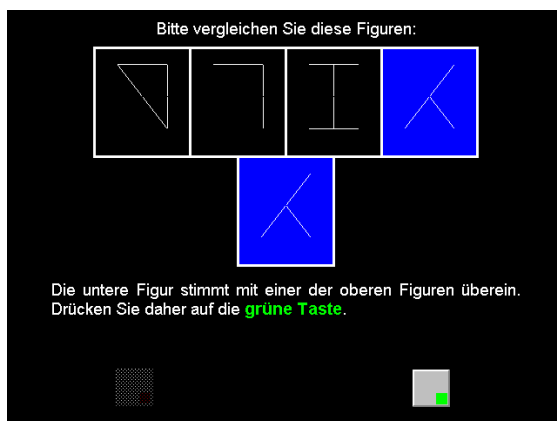 Bitte vergleichen Sie diese Figuren:
Die untere Figur stimmt mit einer der oberen Figuren überein.
Drücken Sie daher auf die grüne Taste.